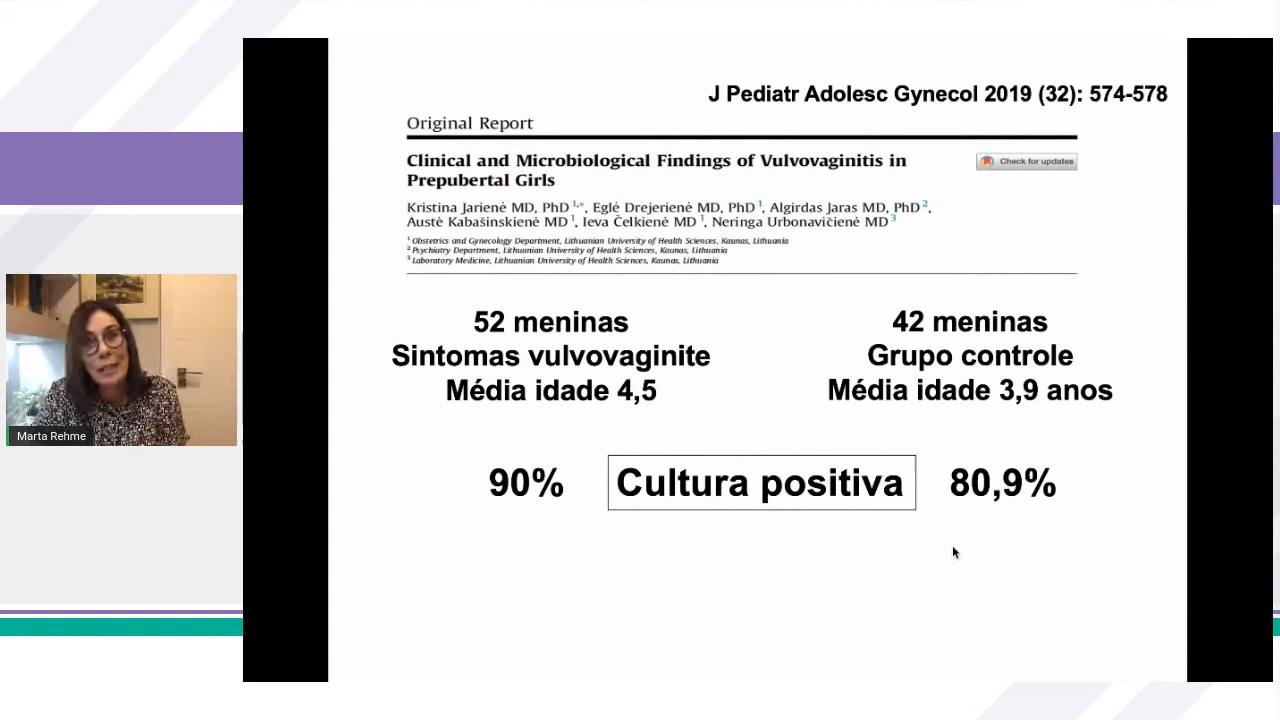 J Pediatr Adolesc Gynecol 2019 (32): 574-578
Original Report
Clinical and Microbiological Findings of Vulvovaginitis in
Prepubertal Girls
Check for updates
Kristina Jarienė MD, PhD 1,*, Eglė Drejerienė MD, PhD 1, Algirdas Jaras MD, PhD 2,
Austė Kabašinskienė MD 1, Ieva Čelkienė MD 1, Neringa Urbonavičienė MD 3
1 Obstetrics and Gynecology Department, Lithuanian University of Health Sciences, Kaunas, Lithuania
2 Psychiatry Department, Lithuanian University of Health Sciences, Kaunas, Lithuania
3 Laboratory Medicine, Lithuanian University of Health Sciences, Kaunas, Lithuania
52 meninas
Sintomas vulvovaginite
Média idade 4,5
42 meninas
Grupo controle
Média idade 3,9 anos
90%
Cultura positiva
80,9%
Marta Rehme